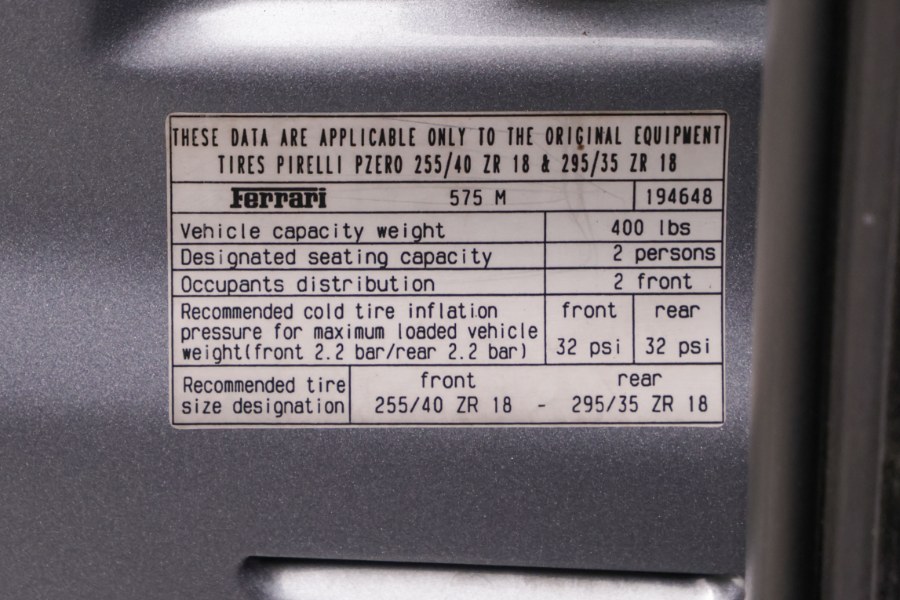 THESE DATA ARE APPLICABLE ONLY TO THE ORIGINAL EQUIPMENT
TIRES PIRELLI PZERO 255/40 ZR 18 & 295/35 ZR 18
Ferrari 575 M 194648
Vehicle capacity weight 400 lbs
Designated seating capacity 2 persons
Occupants distribution 2 front
Recommended cold tire inflation front rear
pressure for maximum loaded vehicle
weight(front 2.2 bar/rear 2.2 bar) 32 psi 32 psi
Recommended tire front rear
size designation 255/40 ZR 18 - 295/35 ZR 18